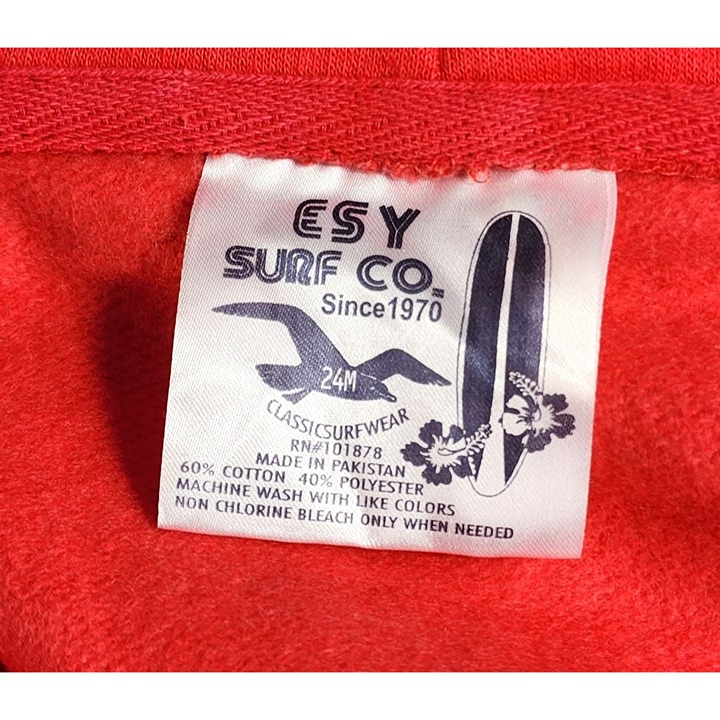 ESY
SURF CO.
Since1970
24M
CLASSICSURFWEAR
RN#101878
MADE IN PAKISTAN
60% COTTON 40% POLYESTER
MACHINE WASH WITH LIKE COLORS
NON CHLORINE BLEACH ONLY WHEN NEEDED